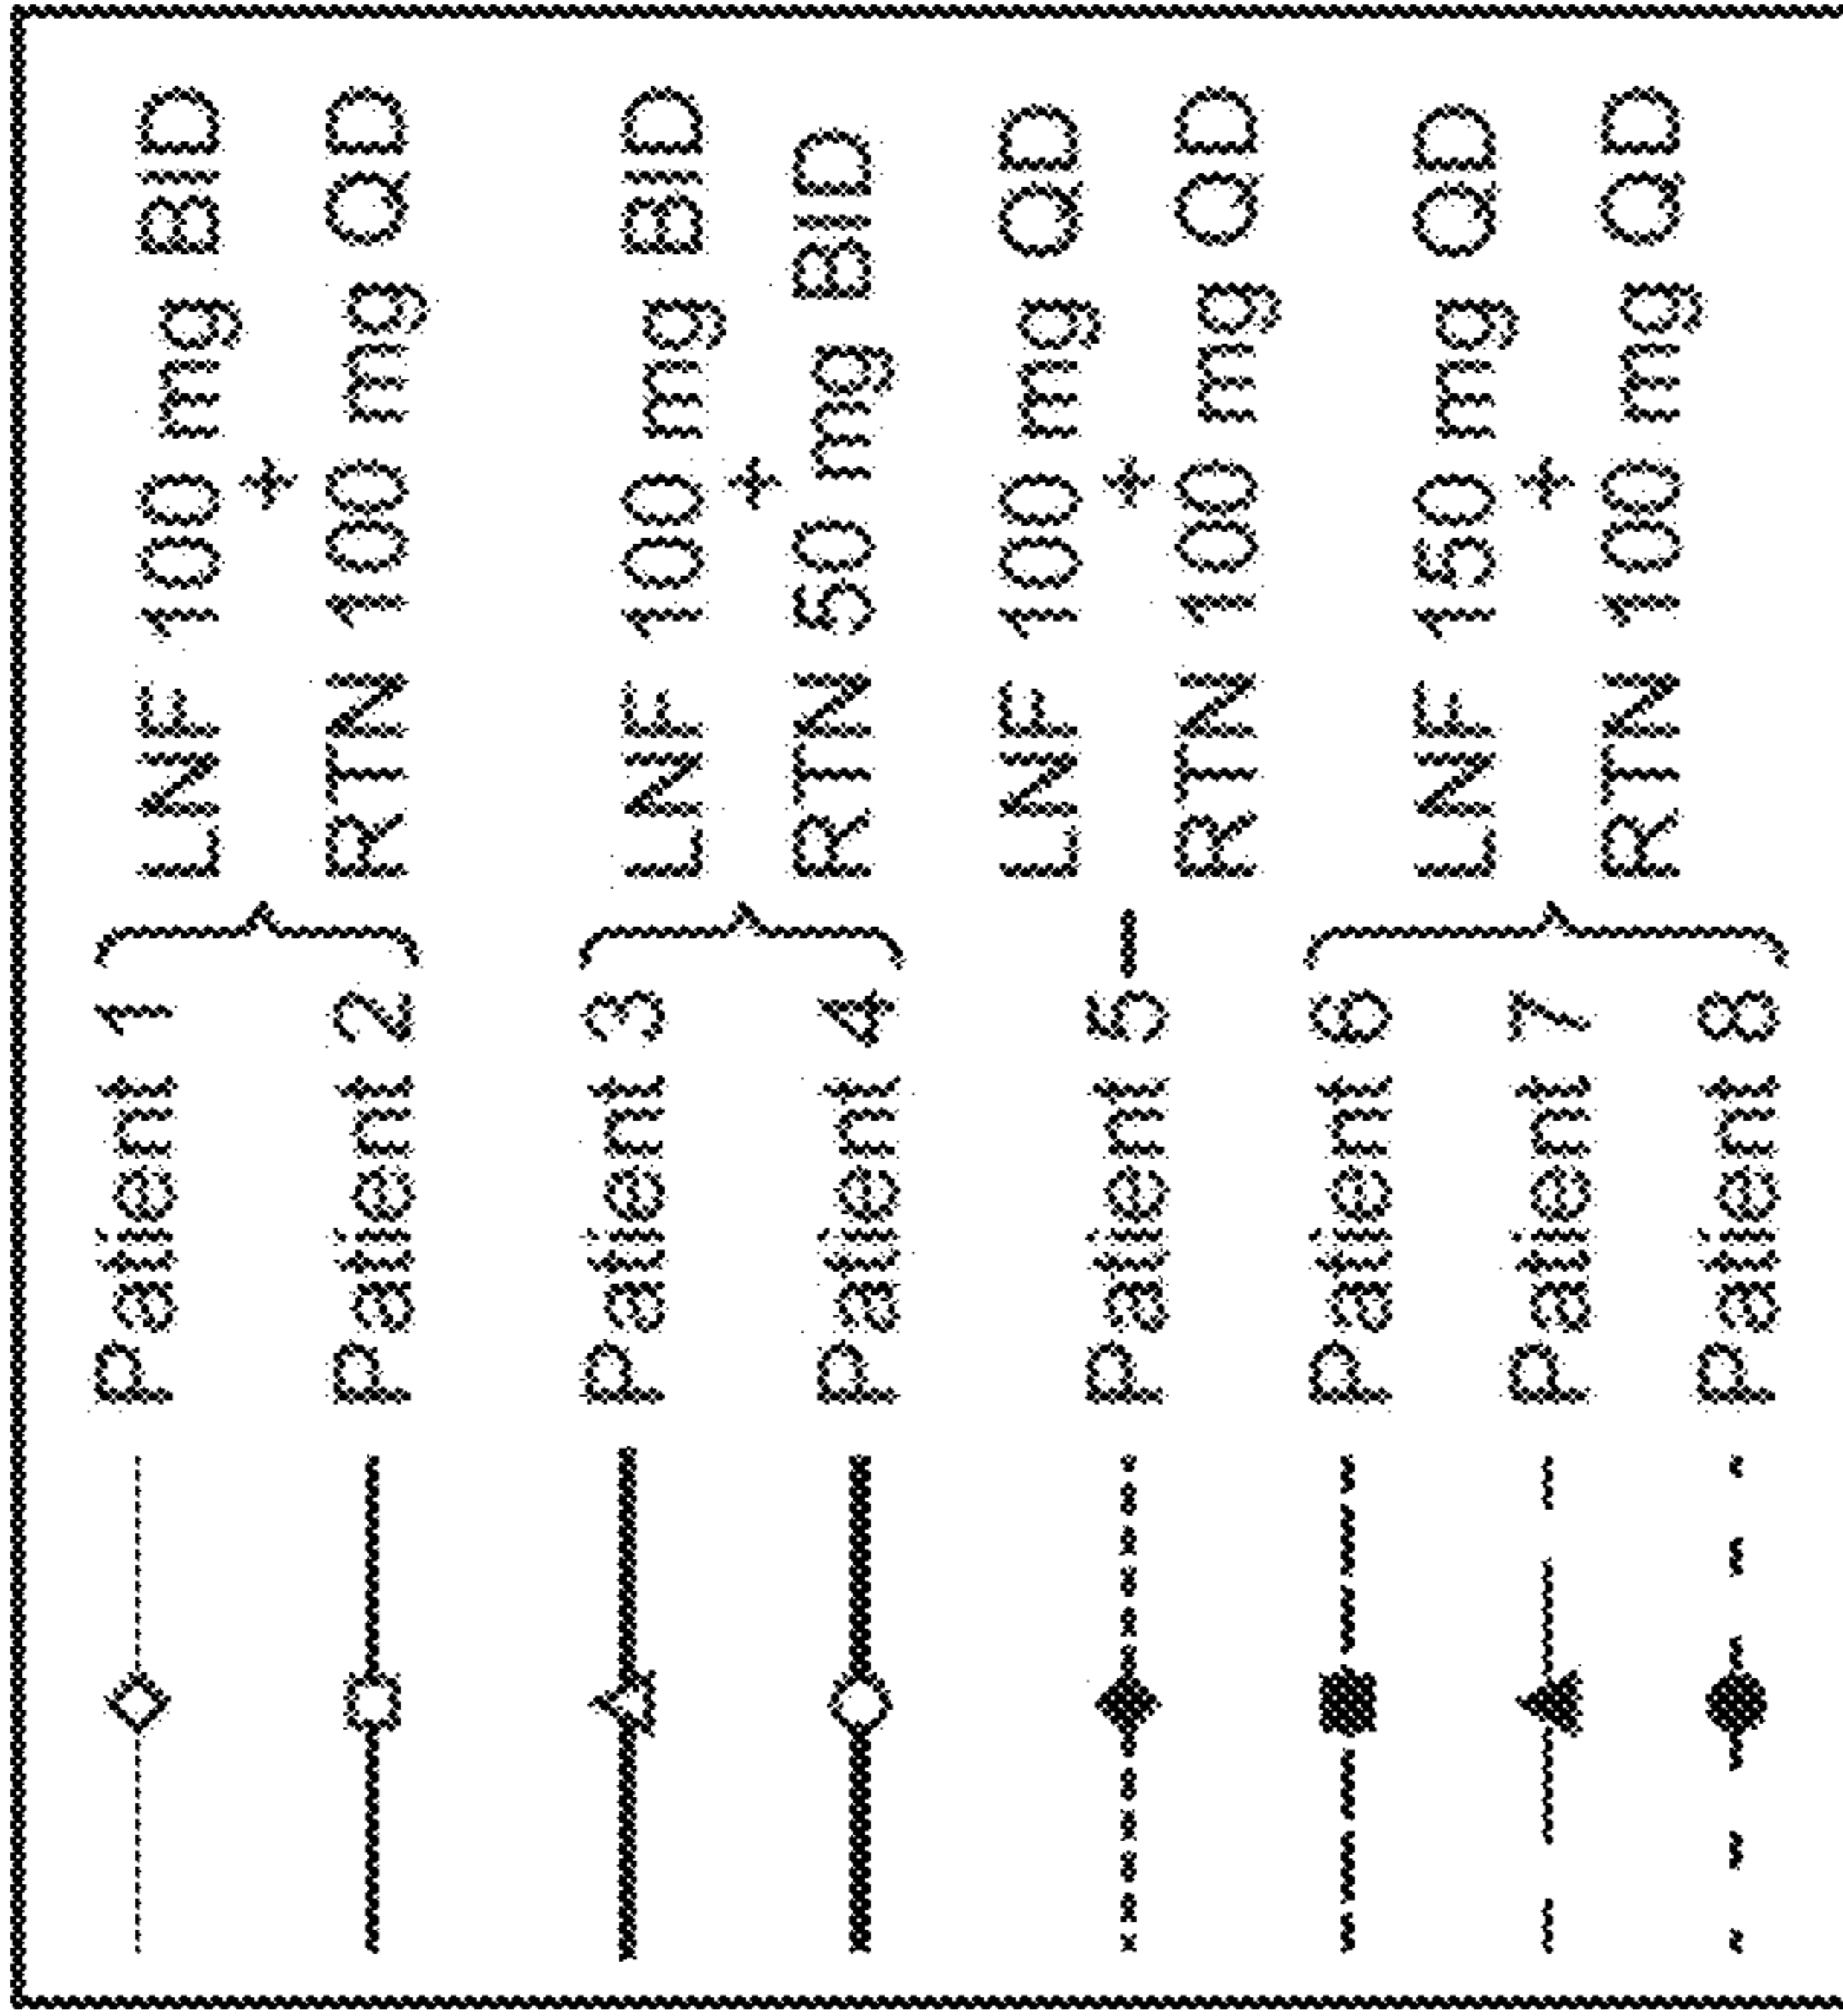 Patient 1
Patient 2
LNF 100 mg BID
+
RTN 100 mg QD
Patient 3
Patient 4
LNF 100 mg BID
+
RTN 50 mg BID
Patient 5
LNF 100 mg QD
+
RTN 100 mg QD
Patient 6
Patient 7
Patient 8
LNF 150 mg QD
+
RTN 100 mg QD